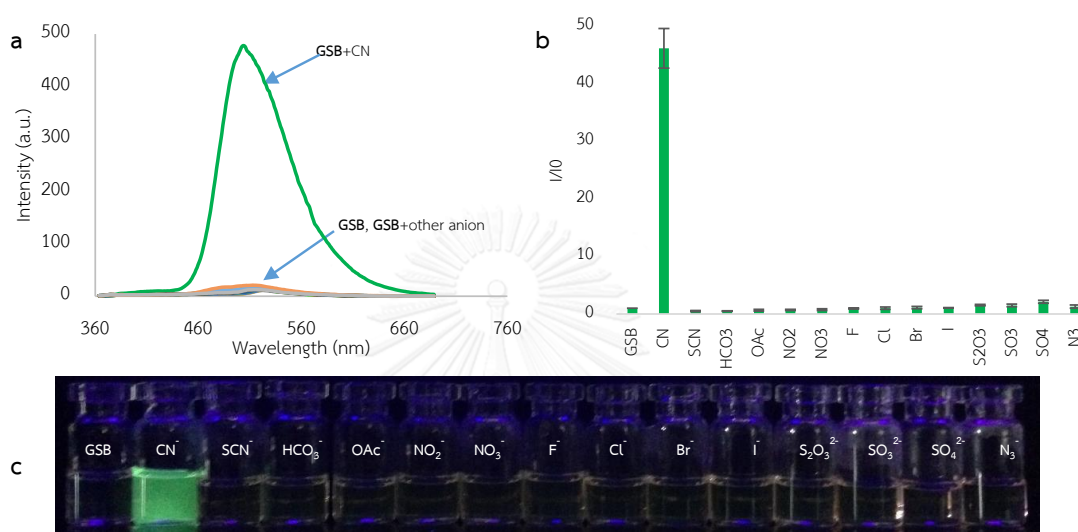 a
500
400
300
200
100
0
Intensity (a.u.)
360
460
560
660
760
Wavelength (nm)
GSB+CN
GSB, GSB+other anion
b
50
40
30
20
10
0
I/I0
GSB
CN
SCN
HCO3
OAc
NO2
NO3
F
Cl
Br
I
S2O3
SO3
SO4
N3
c
GSB CN⁻ SCN⁻ HCO₃⁻ OAc⁻ NO₂⁻ NO₃⁻ F⁻ Cl⁻ Br⁻ I⁻ S₂O₃²⁻ SO₃²⁻ SO₄²⁻ N₃⁻